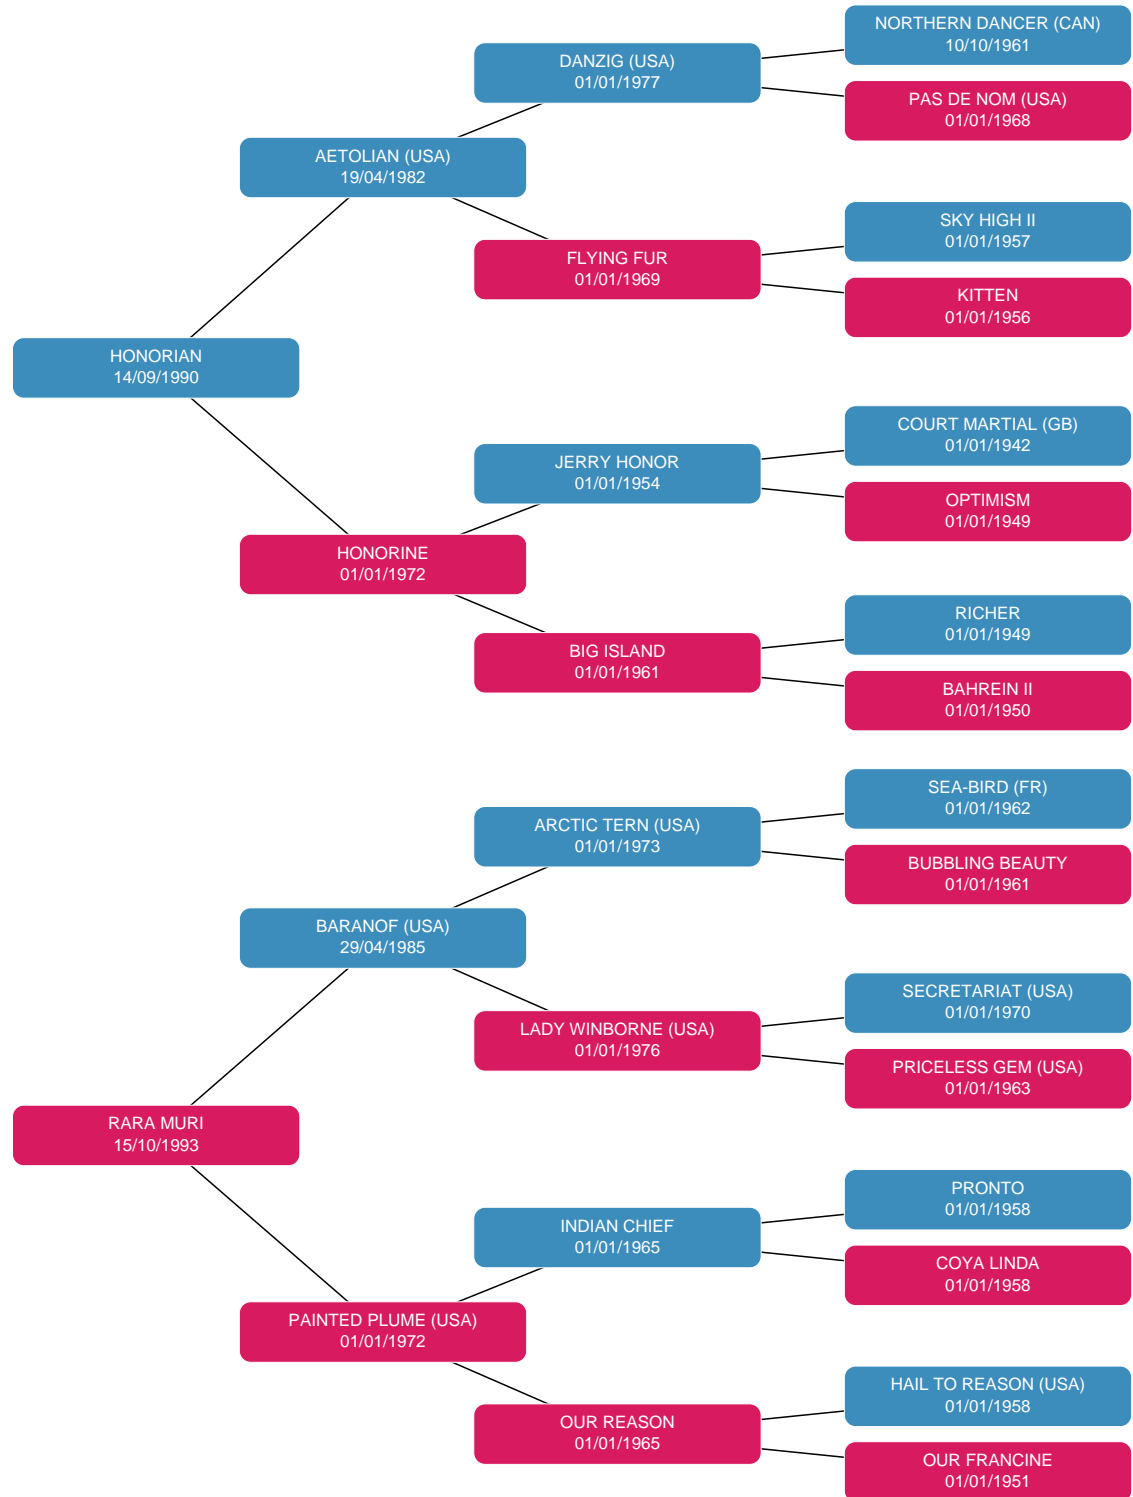 NORTHERN DANCER (CAN)
10/10/1961
DANZIG (USA)
01/01/1977
PAS DE NOM (USA)
01/01/1968
AETOLIAN (USA)
19/04/1982
SKY HIGH II
01/01/1957
FLYING FUR
01/01/1969
KITTEN
01/01/1956
HONORIAN
14/09/1990
COURT MARTIAL (GB)
01/01/1942
JERRY HONOR
01/01/1954
OPTIMISM
01/01/1949
HONORINE
01/01/1972
RICHER
01/01/1949
BIG ISLAND
01/01/1961
BAHREIN II
01/01/1950
SEA-BIRD (FR)
01/01/1962
ARCTIC TERN (USA)
01/01/1973
BUBBLING BEAUTY
01/01/1961
BARANOF (USA)
29/04/1985
SECRETARIAT (USA)
01/01/1970
LADY WINBORNE (USA)
01/01/1976
PRICELESS GEM (USA)
01/01/1963
RARA MURI
15/10/1993
PRONTO
01/01/1958
INDIAN CHIEF
01/01/1965
COYA LINDA
01/01/1958
PAINTED PLUME (USA)
01/01/1972
HAIL TO REASON (USA)
01/01/1958
OUR REASON
01/01/1965
OUR FRANCINE
01/01/1951